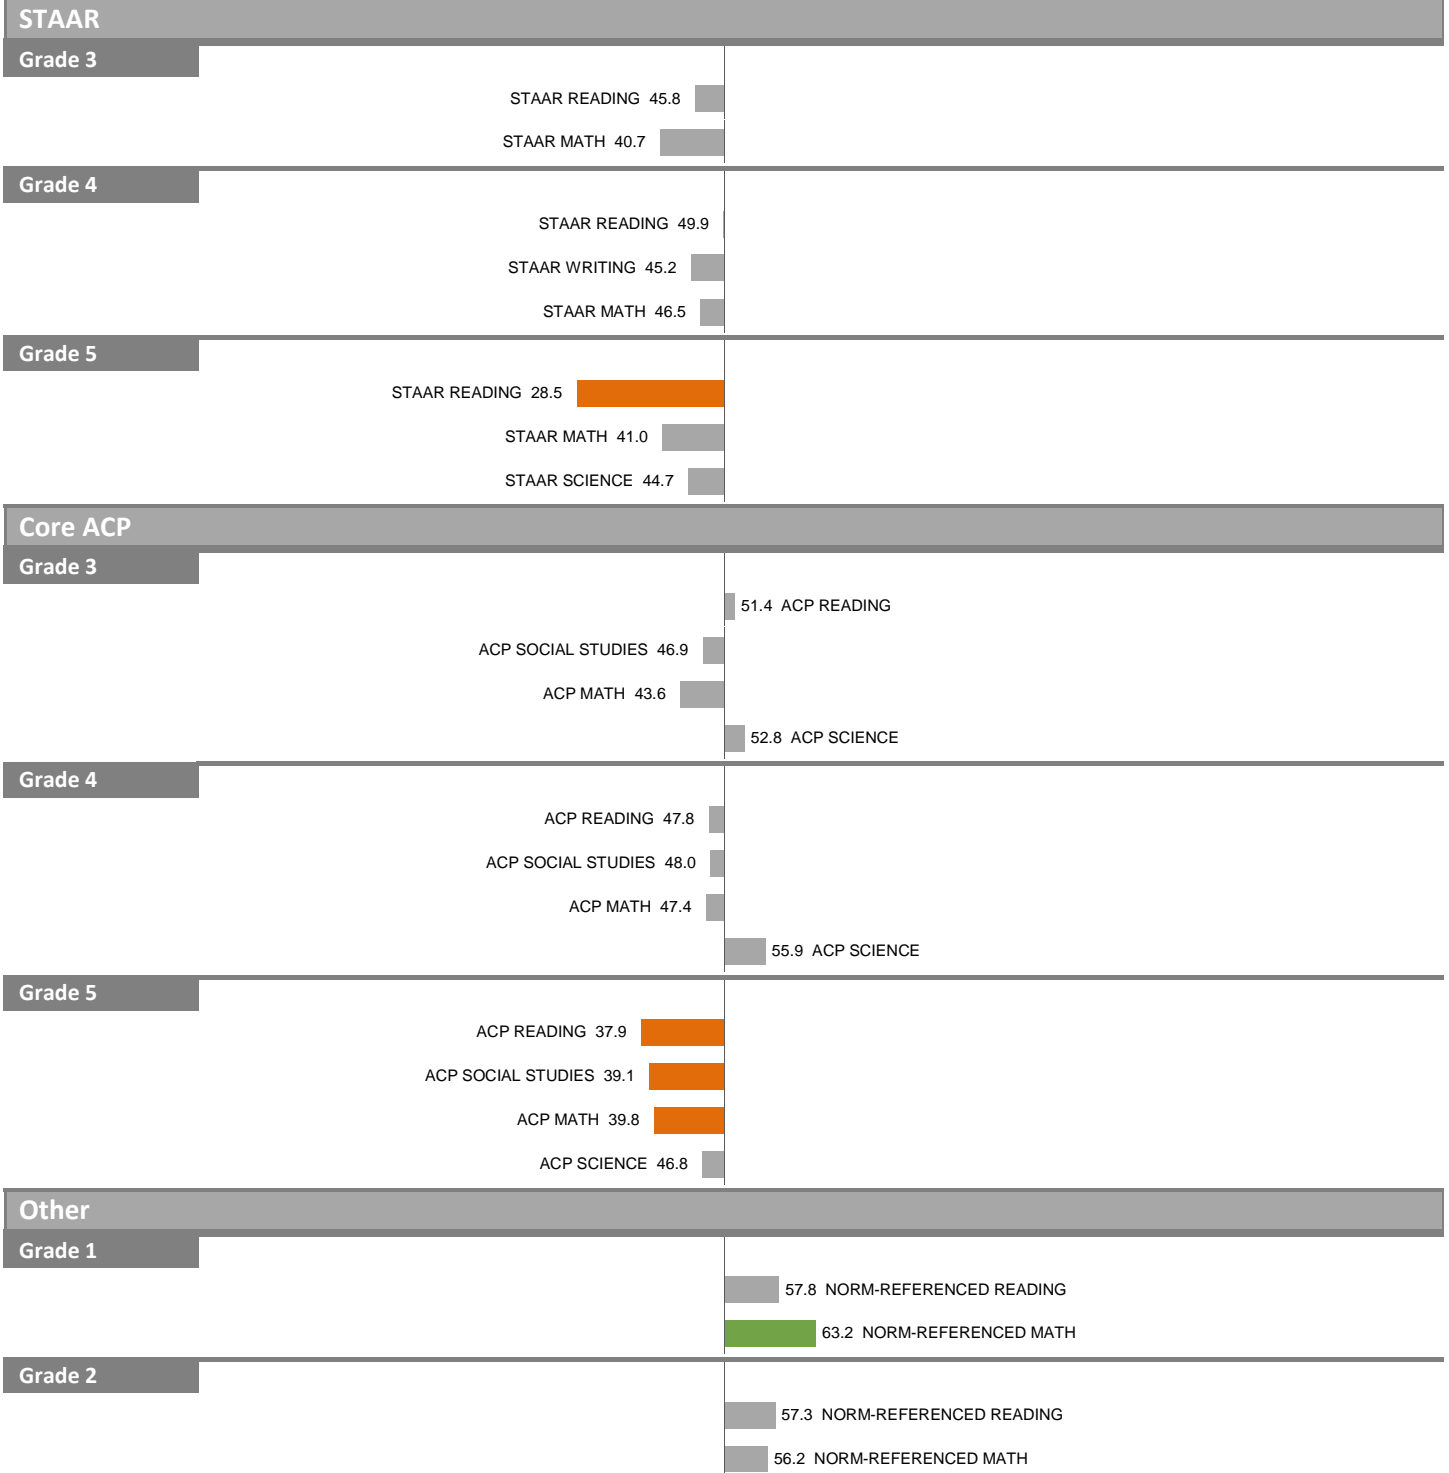 STAAR
Grade 3
STAAR READING 45.8
STAAR MATH 40.7
Grade 4
STAAR READING 49.9
STAAR WRITING 45.2
STAAR MATH 46.5
Grade 5
STAAR READING 28.5
STAAR MATH 41.0
STAAR SCIENCE 44.7
Core ACP
Grade 3
51.4 ACP READING
ACP SOCIAL STUDIES 46.9
ACP MATH 43.6
52.8 ACP SCIENCE
Grade 4
ACP READING 47.8
ACP SOCIAL STUDIES 48.0
ACP MATH 47.4
55.9 ACP SCIENCE
Grade 5
ACP READING 37.9
ACP SOCIAL STUDIES 39.1
ACP MATH 39.8
ACP SCIENCE 46.8
Other
Grade 1
57.8 NORM-REFERENCED READING
63.2 NORM-REFERENCED MATH
Grade 2
57.3 NORM-REFERENCED READING
56.2 NORM-REFERENCED MATH